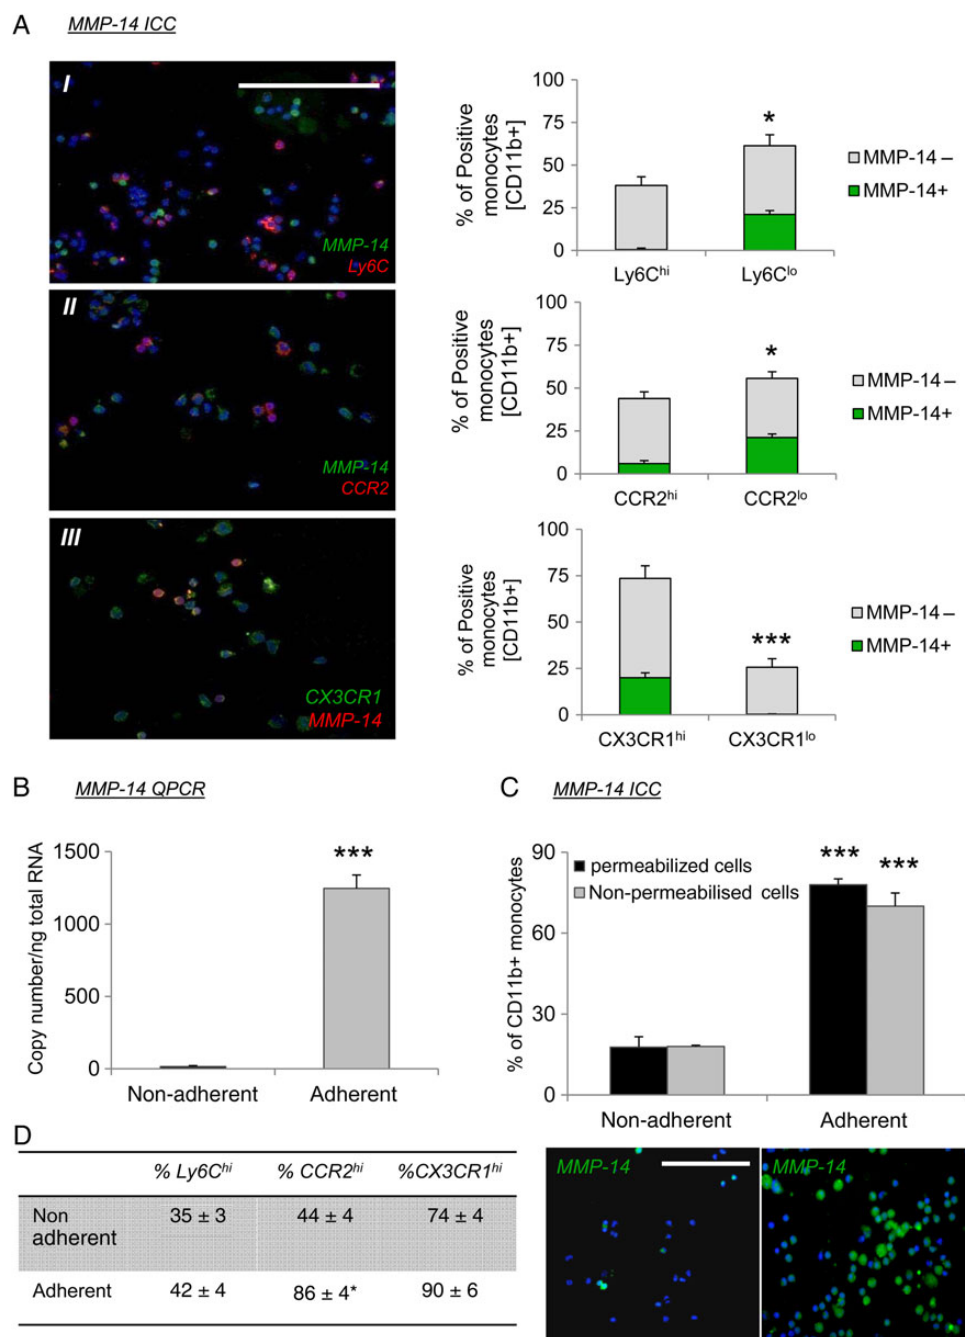 A MMP-14 ICC
I
MMP-14
Ly6C
% of Positive
monocytes
[CD11b+]
100
75
50
25
0
*
Ly6Chi Ly6Clo
MMP-14 –
MMP-14+
II
MMP-14
CCR2
% of Positive
monocytes
[CD11b+]
100
75
50
25
0
*
CCR2hi CCR2lo
MMP-14 –
MMP-14+
III
CX3CR1
MMP-14
% of Positive
monocytes
[CD11b+]
100
75
50
25
0
***
CX3CR1hi CX3CR1lo
MMP-14 –
MMP-14+
B MMP-14 QPCR
Copy number/ng total RNA
1500
1000
500
0
***
Non-adherent Adherent
C MMP-14 ICC
% of CD11b+ monocytes
90
60
30
0
permeabilized cells
Non-permeabilised cells
*** ***
Non-adherent Adherent
MMP-14 MMP-14
D
% Ly6Chi % CCR2hi %CX3CR1hi
Non 35 ± 3 44 ± 4 74 ± 4
adherent
Adherent 42 ± 4 86 ± 4* 90 ± 6